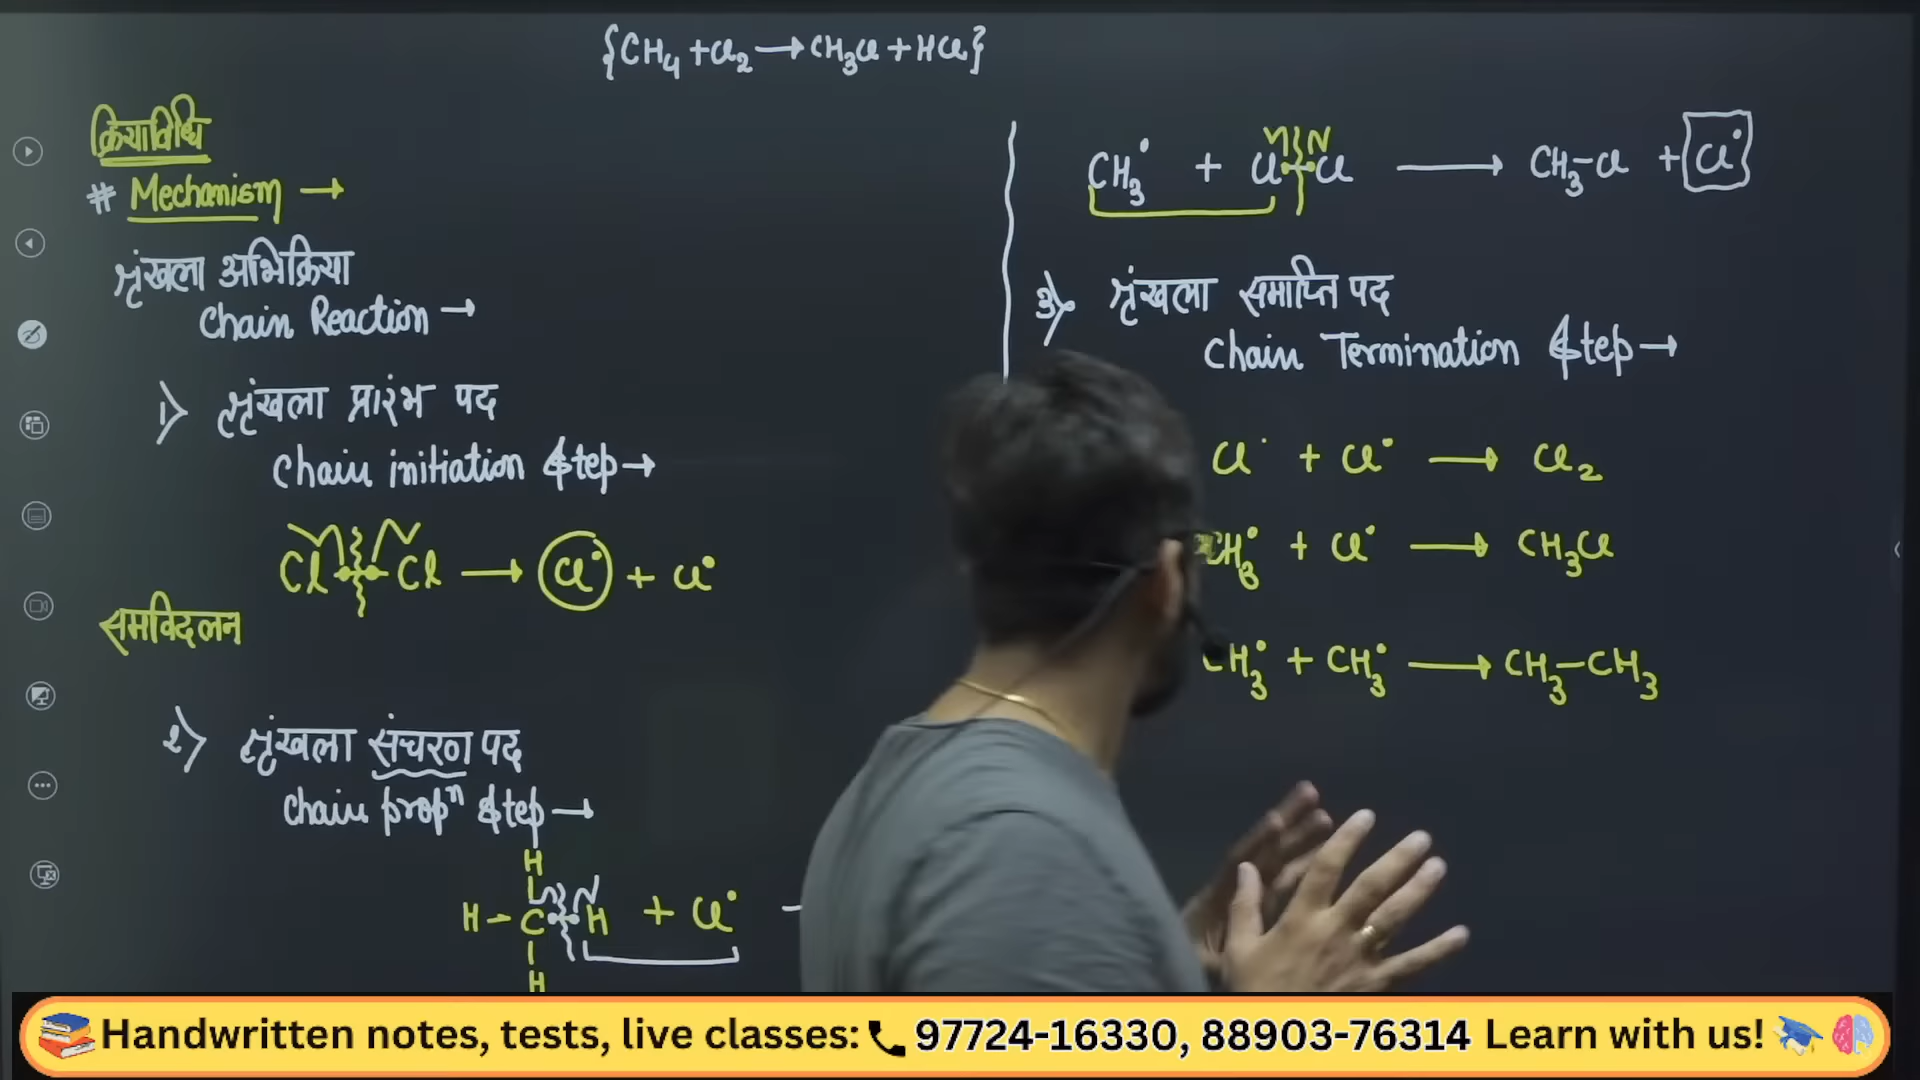 {CH₄ + Cl₂ → CH₃Cl + HCl}
क्रियाविधि
# Mechanism →
श्रृंखला अभिक्रिया
Chain Reaction →
1) श्रृंखला प्रारंभ पद
Chain initiation Step →
Cl Cl → Cl• + Cl•
समविदलन
2) श्रृंखला संचरण पद
Chain propⁿ Step →
H
H - C H + Cl•
H
CH₃• + Cl Cl → CH₃-Cl + Cl•
3) श्रृंखला समाप्ति पद
Chain Termination Step →
Cl• + Cl• → Cl₂
CH₃• + Cl• → CH₃Cl
CH₃• + CH₃• → CH₃-CH₃
Handwritten notes, tests, live classes: 97724-16330, 88903-76314 Learn with us!